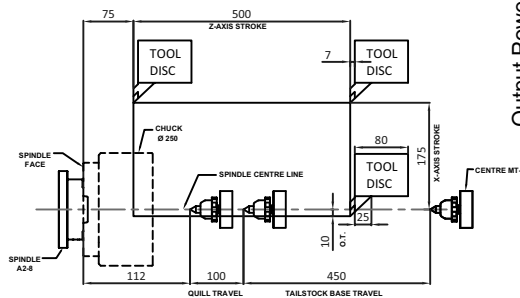 75
500
Z-AXIS STROKE
TOOL
DISC
7
TOOL
DISC
CHUCK
Ø 250
SPINDLE
FACE
SPINDLE CENTRE LINE
80
TOOL
DISC
175
X-AXIS STROKE
CENTRE MT-
25
10
O.T.
SPINDLE
A2-8
112
100
450
QUILL TRAVEL
TAILSTOCK BASE TRAVEL
Output